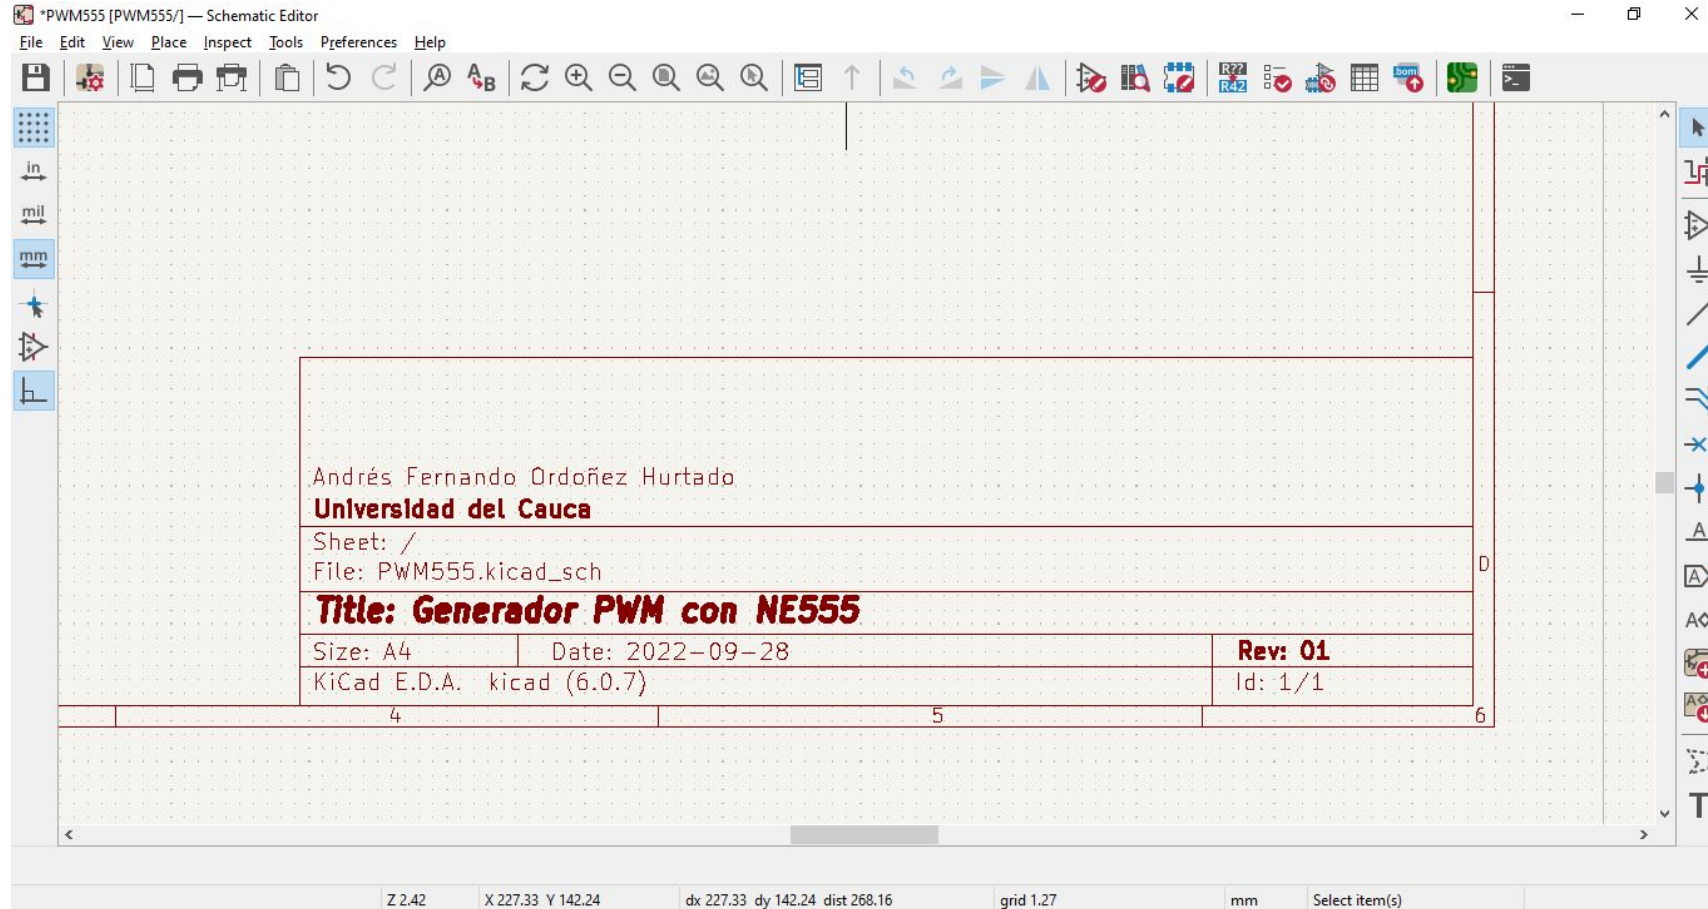 *PWM555 [PWM555/] — Schematic Editor
File Edit View Place Inspect Tools Preferences Help
A A B R?? R42 bom >_
in
mil
mm
A
A
A
A
T
Andrés Fernando Ordoñez Hurtado
Universidad del Cauca
Sheet: /
File: PWM555.kicad_sch
D
Title: Generador PWM con NE555
Size: A4 Date: 2022-09-28 Rev: 01
KiCad E.D.A. kicad (6.0.7) Id: 1/1
4 5 6
Z 2.42 X 227.33 Y 142.24 dx 227.33 dy 142.24 dist 268.16 grid 1.27 mm Select item(s)